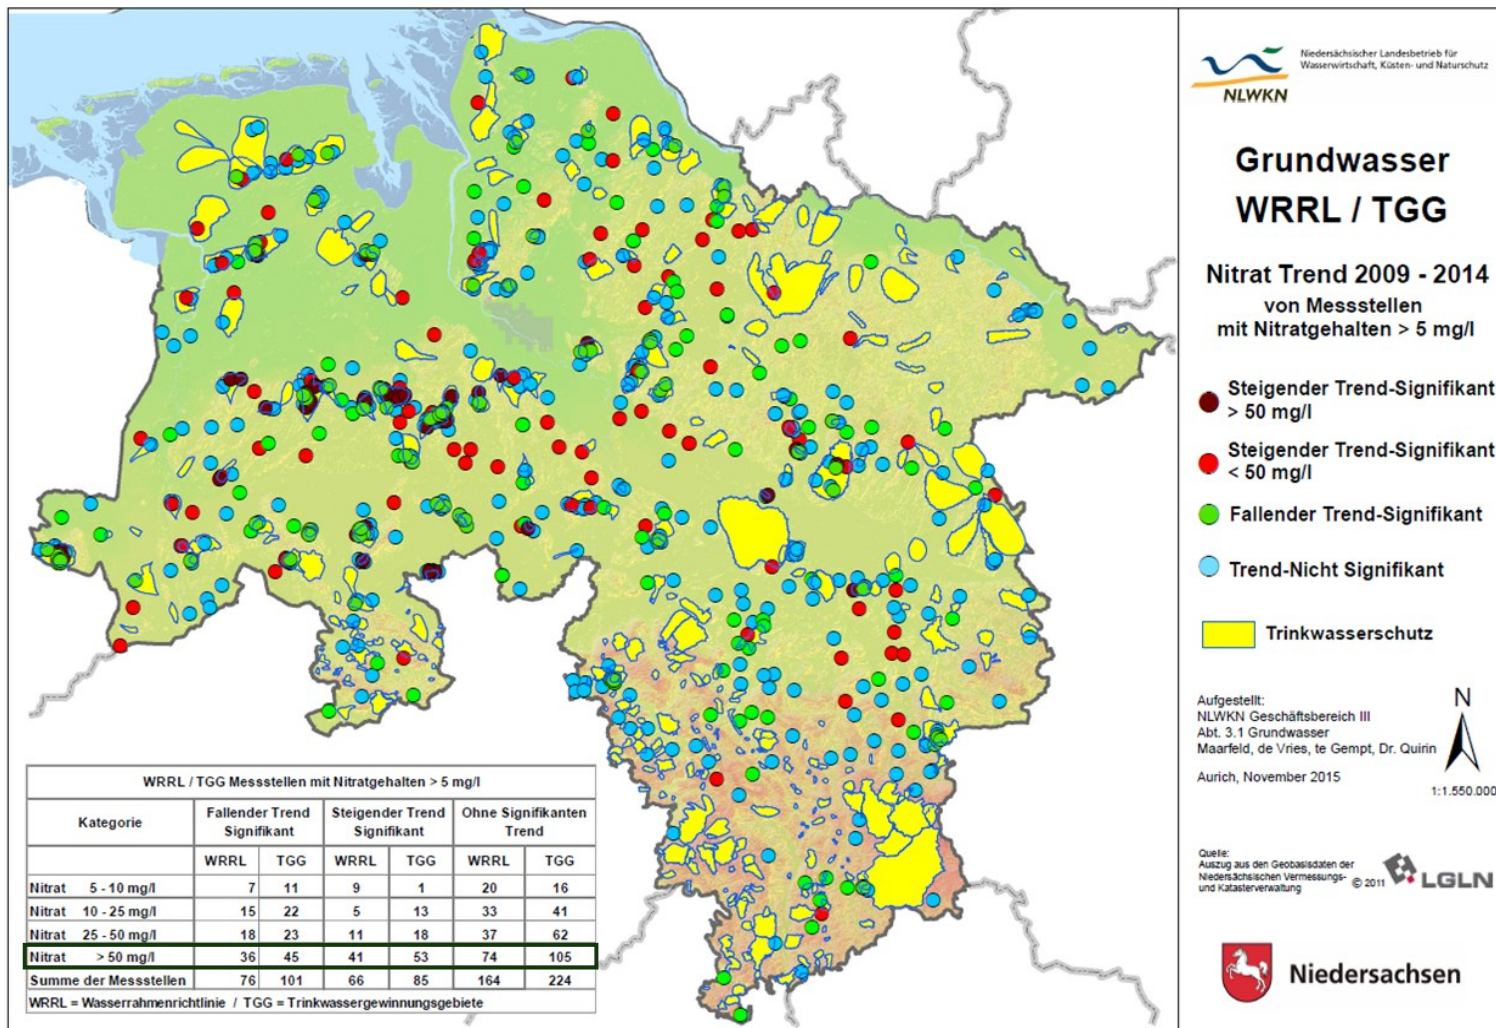 NLWKN
Niedersächsischer Landesbetrieb für
Wasserwirtschaft, Küsten- und Naturschutz
Grundwasser
WRRL / TGG
Nitrat Trend 2009 - 2014
von Messstellen
mit Nitratgehalten > 5 mg/l
Steigender Trend-Signifikant
> 50 mg/l
Steigender Trend-Signifikant
< 50 mg/l
Fallender Trend-Signifikant
Trend-Nicht Signifikant
Trinkwasserschutz
Aufgestellt:
NLWKN Geschäftsbereich III
Abt. 3.1 Grundwasser
Maarfeld, de Vries, te Gempt, Dr. Quirin
Aurich, November 2015
N
1:1.550.000
Quelle:
Auszug aus den Geobasisdaten der
Niedersächsischen Vermessungs-
und Katasterverwaltung © 2011 LGLN
Niedersachsen
WRRL / TGG Messstellen mit Nitratgehalten > 5 mg/l
Kategorie Fallender Trend Signifikant Steigender Trend Signifikant Ohne Signifikanten Trend
WRRL TGG WRRL TGG WRRL TGG
Nitrat 5 - 10 mg/l 7 11 9 1 20 16
Nitrat 10 - 25 mg/l 15 22 5 13 33 41
Nitrat 25 - 50 mg/l 18 23 11 18 37 62
Nitrat > 50 mg/l 36 45 41 53 74 105
Summe der Messstellen 76 101 66 85 164 224
WRRL = Wasserrahmenrichtlinie / TGG = Trinkwassergewinnungsgebiete